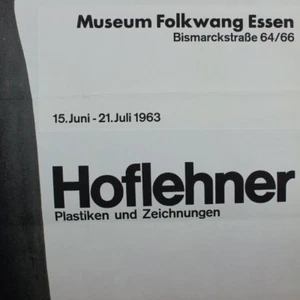 Museum Folkwang Essen
Bismarckstraße 64/66
15. Juni - 21. Juli 1963
Hoflehner
Plastiken und Zeichnungen